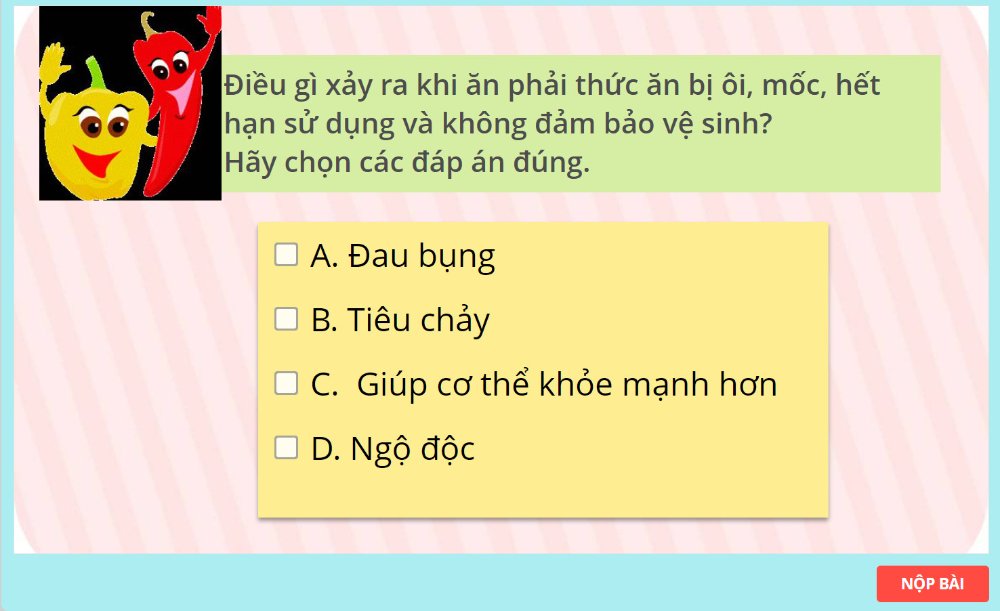 Điều gì xảy ra khi ăn phải thức ăn bị ôi, mốc, hết
hạn sử dụng và không đảm bảo vệ sinh?
Hãy chọn các đáp án đúng.
A. Đau bụng
B. Tiêu chảy
C. Giúp cơ thể khỏe mạnh hơn
D. Ngộ độc
NỘP BÀI